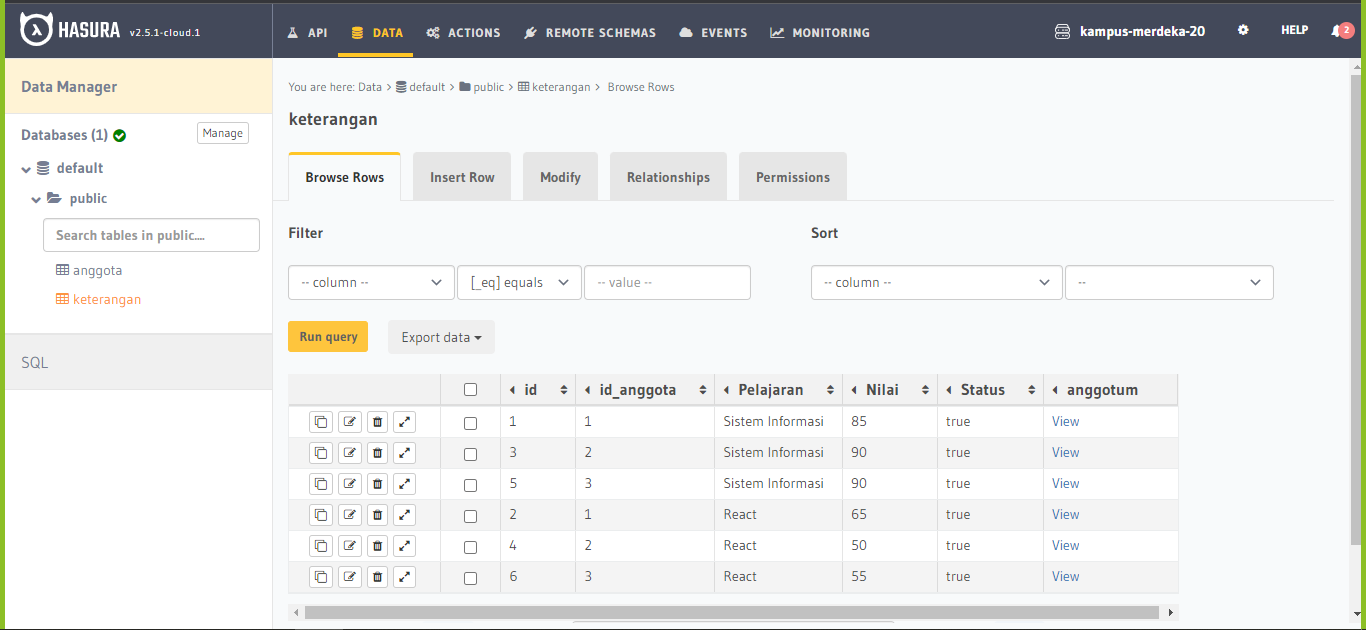 HASURA v2.5.1-cloud.1 API DATA ACTIONS REMOTE SCHEMAS EVENTS MONITORING kampus-merdeka-20 HELP 2
Data Manager
Databases (1) Manage
default
public
Search tables in public....
anggota
keterangan
SQL
You are here: Data > default > public > keterangan > Browse Rows
keterangan
Browse Rows Insert Row Modify Relationships Permissions
Filter Sort
-- column -- [_eq] equals -- value -- -- column -- --
Run query Export data
id id_anggota Pelajaran Nilai Status anggotum
1 1 Sistem Informasi 85 true View
3 2 Sistem Informasi 90 true View
5 3 Sistem Informasi 90 true View
2 1 React 65 true View
4 2 React 50 true View
6 3 React 55 true View